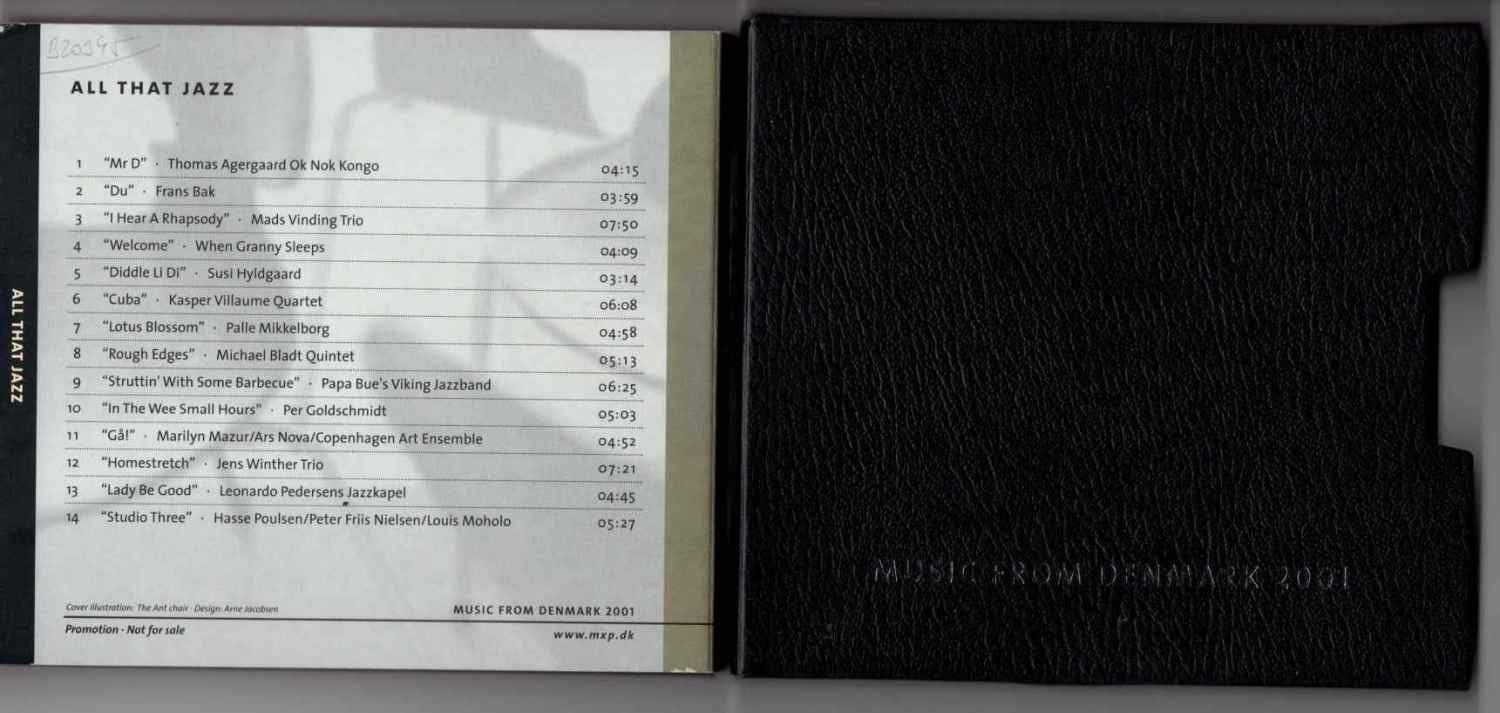 B20395
ALL THAT JAZZ
1 "Mr D" · Thomas Agergaard Ok Nok Kongo 04:15
2 "Du" · Frans Bak 03:59
3 "I Hear A Rhapsody" · Mads Vinding Trio 07:50
4 "Welcome" · When Granny Sleeps 04:09
5 "Diddle Li Di" · Susi Hyldgaard 03:14
6 "Cuba" · Kasper Villaume Quartet 06:08
7 "Lotus Blossom" · Palle Mikkelborg 04:58
8 "Rough Edges" · Michael Bladt Quintet 05:13
9 "Struttin' With Some Barbecue" · Papa Bue's Viking Jazzband 06:25
10 "In The Wee Small Hours" · Per Goldschmidt 05:03
11 "Gå!" · Marilyn Mazur/Ars Nova/Copenhagen Art Ensemble 04:52
12 "Homestretch" · Jens Winther Trio 07:21
13 "Lady Be Good" · Leonardo Pedersens Jazzkapel 04:45
14 "Studio Three" · Hasse Poulsen/Peter Friis Nielsen/Louis Moholo 05:27
Cover illustration: The Ant chair · Design: Arne Jacobsen
MUSIC FROM DENMARK 2001
Promotion · Not for sale
www.mxp.dk
ALL THAT JAZZ
MUSIC FROM DENMARK 2001